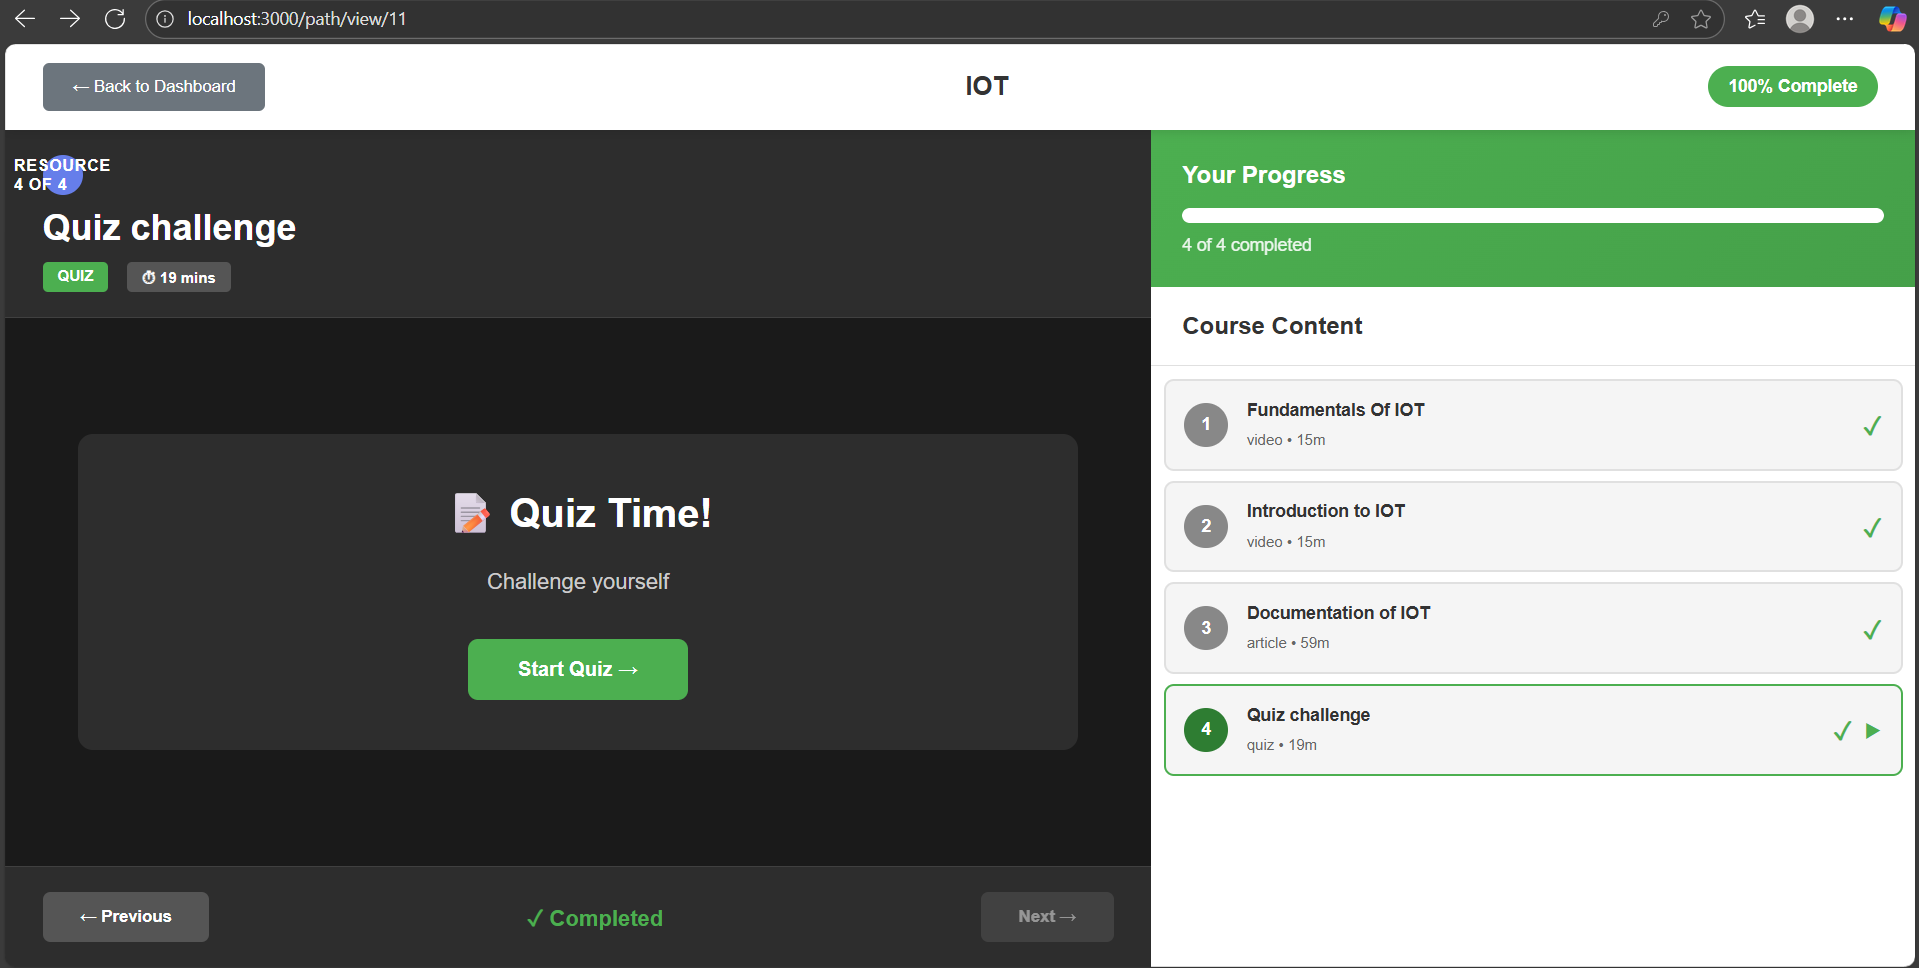 localhost:3000/path/view/11
← Back to Dashboard
IOT
100% Complete
RESOURCE
4 OF 4
Quiz challenge
QUIZ
⏱ 19 mins
📝 Quiz Time!
Challenge yourself
Start Quiz →
← Previous
✓ Completed
Next →
Your Progress
4 of 4 completed
Course Content
1
Fundamentals Of IOT
video • 15m
✓
2
Introduction to IOT
video • 15m
✓
3
Documentation of IOT
article • 59m
✓
4
Quiz challenge
quiz • 19m
✓ ▶